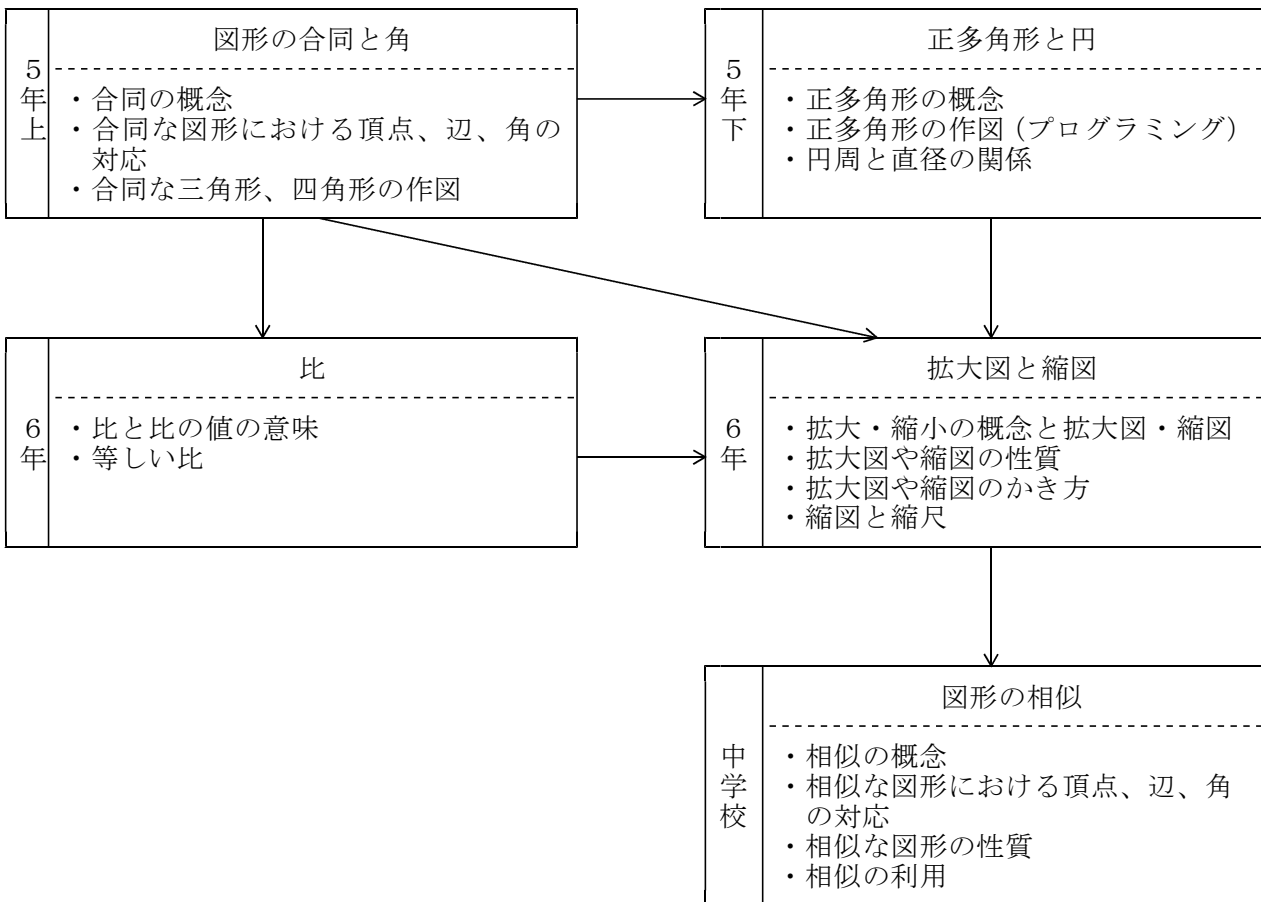 5年上
図形の合同と角
・合同の概念
・合同な図形における頂点、辺、角の
対応
・合同な三角形、四角形の作図
5年下
正多角形と円
・正多角形の概念
・正多角形の作図(プログラミング)
・円周と直径の関係
6年
比
・比と比の値の意味
・等しい比
6年
拡大図と縮図
・拡大・縮小の概念と拡大図・縮図
・拡大図や縮図の性質
・拡大図や縮図のかき方
・縮図と縮尺
中学校
図形の相似
・相似の概念
・相似な図形における頂点、辺、角
の対応
・相似な図形の性質
・相似の利用